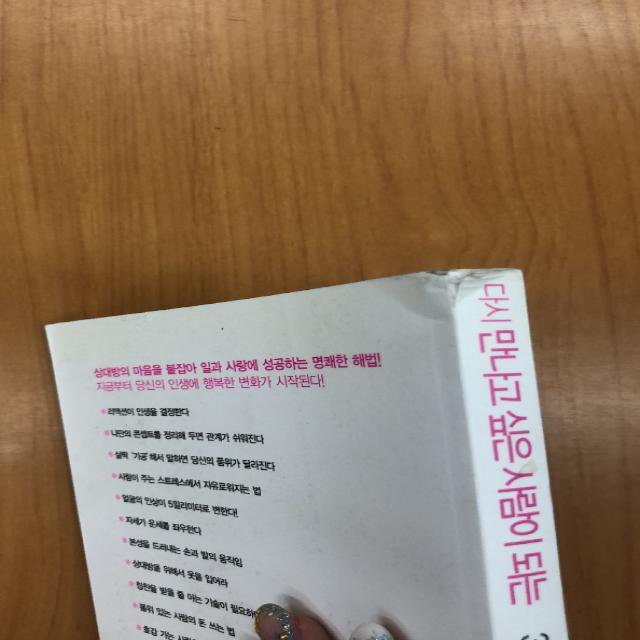 상대방의 마음을 붙잡아 일과 사랑에 성공하는 명쾌한 해법!
지금부터 당신의 인생에 행복한 변화가 시작된다!
리액션이 인생을 결정한다
나만의 콘셉트를 정리해 두면 관계가 쉬워진다
살짝 '가공'해서 말하면 당신의 품위가 달라진다
사람이 주는 스트레스에서 자유로워지는 법
얼굴의 인상이 5밀리미터로 변한다!
자세가 운세를 좌우한다
본성을 드러내는 손과 발의 움직임
상대방을 위해서 옷을 입어라
칭찬을 받을 줄 아는 기술이 필요하
품위 있는 사람의 돈 쓰는 법
호감 가는
다시 만나고 싶은 사람이 되는